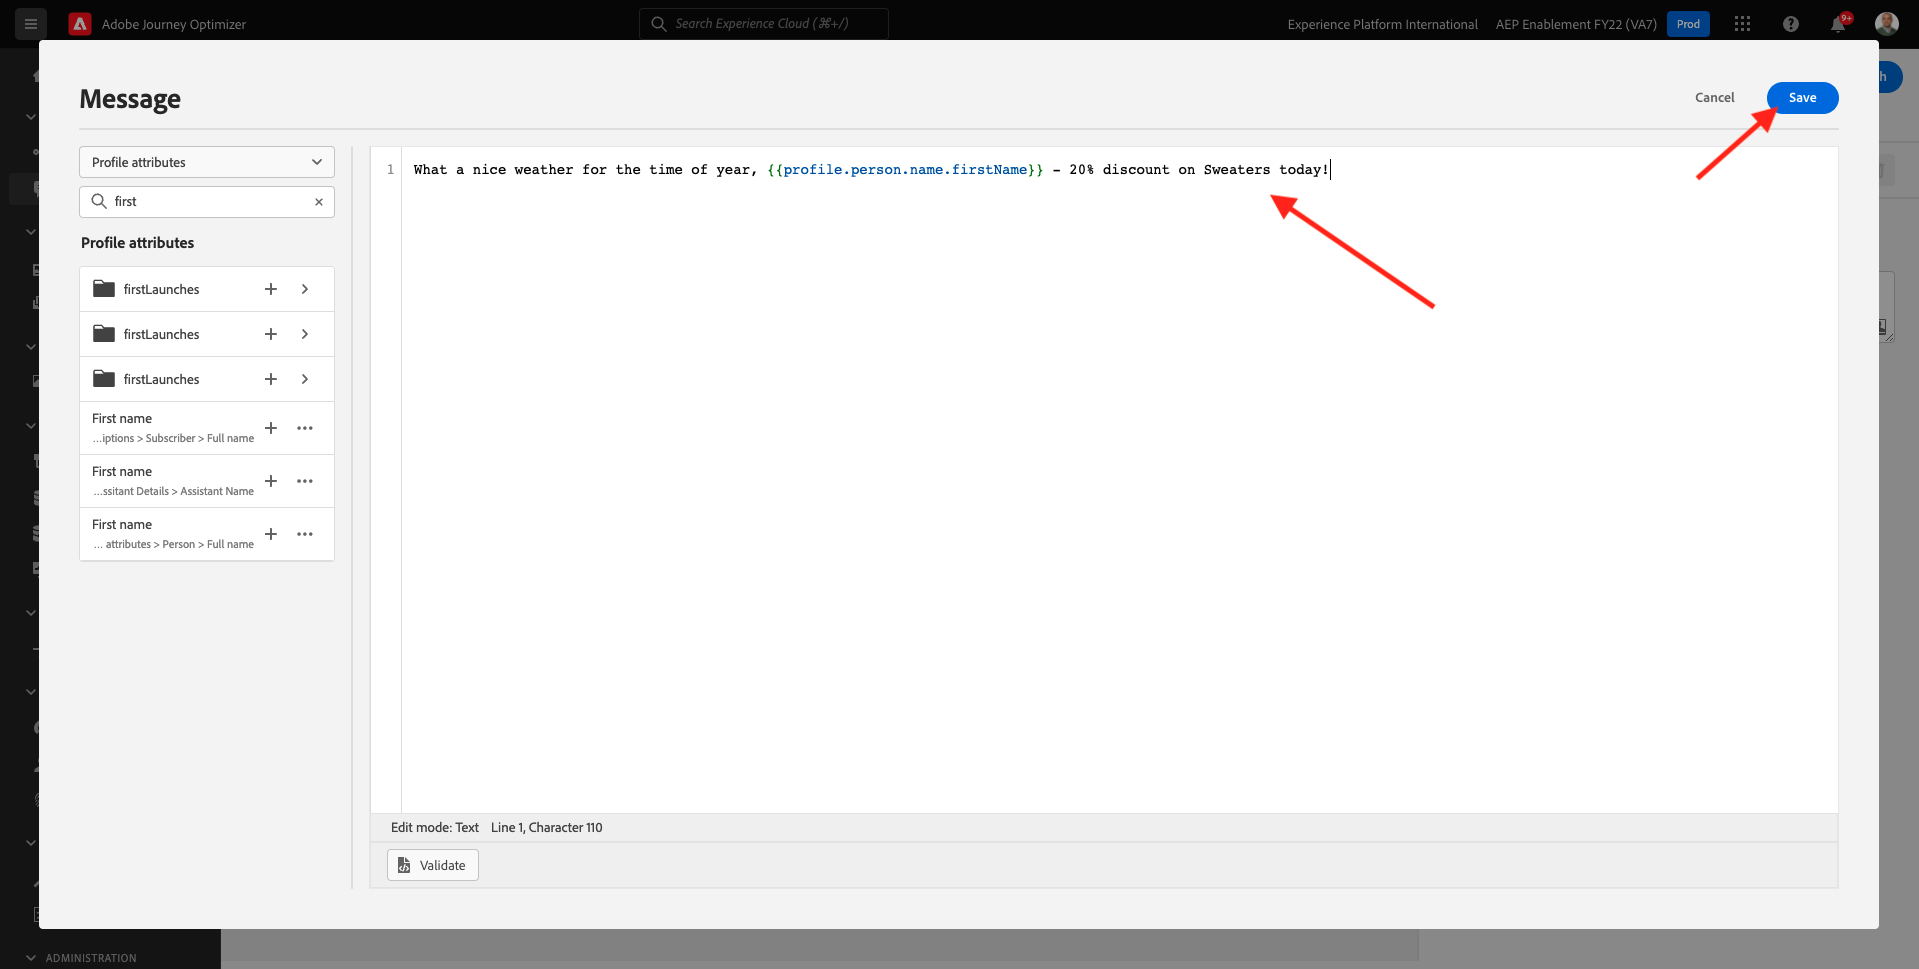 Adobe Journey Optimizer
Search Experience Cloud (⌘+/)
Experience Platform International
AEP Enablement FY22 (VA7)
Prod
9+
h
Message
Cancel
Save
Profile attributes
first
Profile attributes
firstLaunches
firstLaunches
firstLaunches
First name
...iptions > Subscriber > Full name
First name
...ssitant Details > Assistant Name
First name
... attributes > Person > Full name
1
What a nice weather for the time of year, {{profile.person.name.firstName}} - 20% discount on Sweaters today!
Edit mode: Text Line 1, Character 110
Validate
ADMINISTRATION